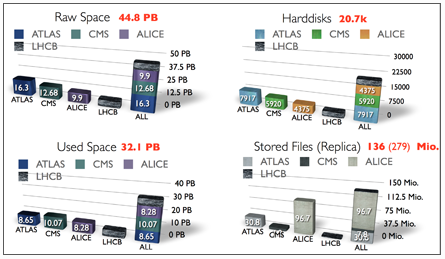 Raw Space 44.8 PB
ATLAS CMS ALICE
LHCB
50 PB
37.5 PB
25 PB
12.5 PB
0 PB
16.3
12.68
9.9
9.9
12.68
16.3
ATLAS CMS ALICE LHCB ALL
Harddisks 20.7k
ATLAS CMS ALICE
LHCB
30000
22500
15000
7500
0
7917
5920
4375
4375
5920
7917
ATLAS CMS ALICE LHCB ALL
Used Space 32.1 PB
ATLAS CMS ALICE
LHCB
40 PB
30 PB
20 PB
10 PB
0 PB
8.65
10.07
8.28
8.28
10.07
8.65
ATLAS CMS ALICE LHCB ALL
Stored Files (Replica) 136 (279) Mio.
ATLAS CMS ALICE
LHCB
150 Mio.
112.5 Mio.
75 Mio.
37.5 Mio.
0 Mio.
30.8
96.7
96.7
7.8
ATLAS CMS ALICE LHCB ALL